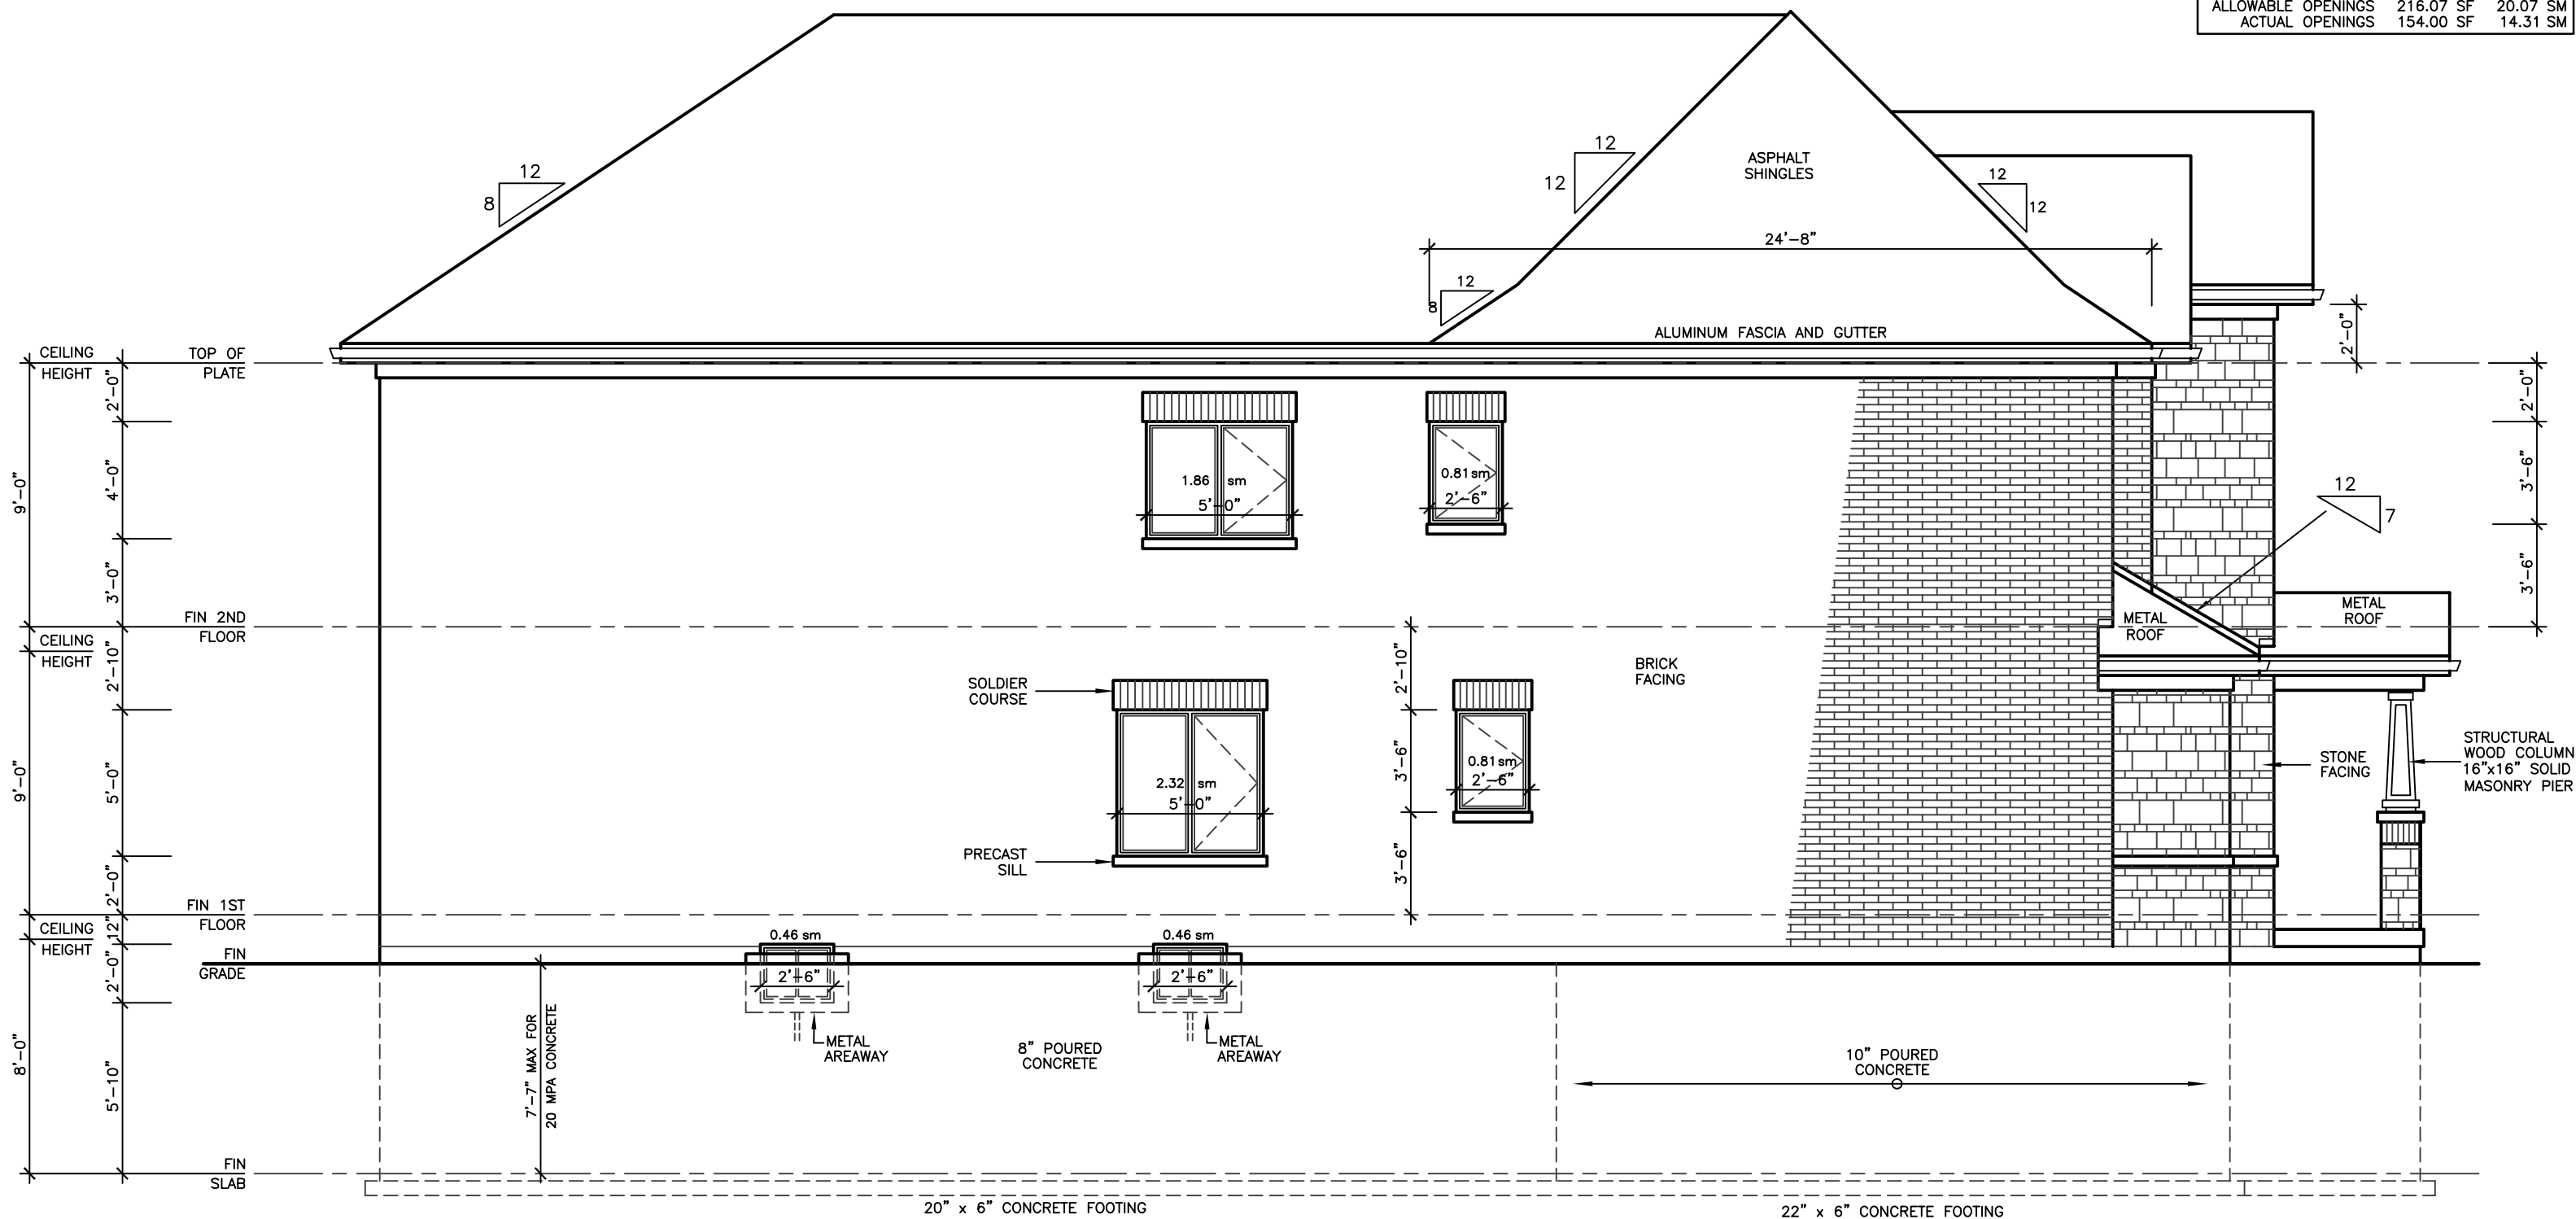 ALLOWABLE OPENINGS 216.07 SF 20.07 SM
ACTUAL OPENINGS 154.00 SF 14.31 SM
12
8
12
12
ASPHALT
SHINGLES
12
12
24'-8"
12
8
ALUMINUM FASCIA AND GUTTER
2'-0"
CEILING
HEIGHT
TOP OF
PLATE
2'-0"
4'-0"
3'-0"
9'-0"
1.86 sm
5'-0"
0.81 sm
2'-6"
2'-0"
3'-6"
3'-6"
12
7
FIN 2ND
FLOOR
CEILING
HEIGHT
2'-10"
5'-0"
2'-0"
9'-0"
SOLDIER
COURSE
2.32 sm
5'-0"
PRECAST
SILL
2'-10"
3'-6"
3'-6"
0.81 sm
2'-6"
BRICK
FACING
METAL
ROOF
METAL
ROOF
STONE
FACING
STRUCTURAL
WOOD COLUMN
16"x16" SOLID
MASONRY PIER
FIN 1ST
FLOOR
CEILING
HEIGHT
12"
2'-0"
5'-10"
8'-0"
FIN
GRADE
0.46 sm
2'-6"
0.46 sm
2'-6"
METAL
AREAWAY
METAL
AREAWAY
7'-7" MAX FOR
20 MPA CONCRETE
8" POURED
CONCRETE
10" POURED
CONCRETE
FIN
SLAB
20" x 6" CONCRETE FOOTING
22" x 6" CONCRETE FOOTING